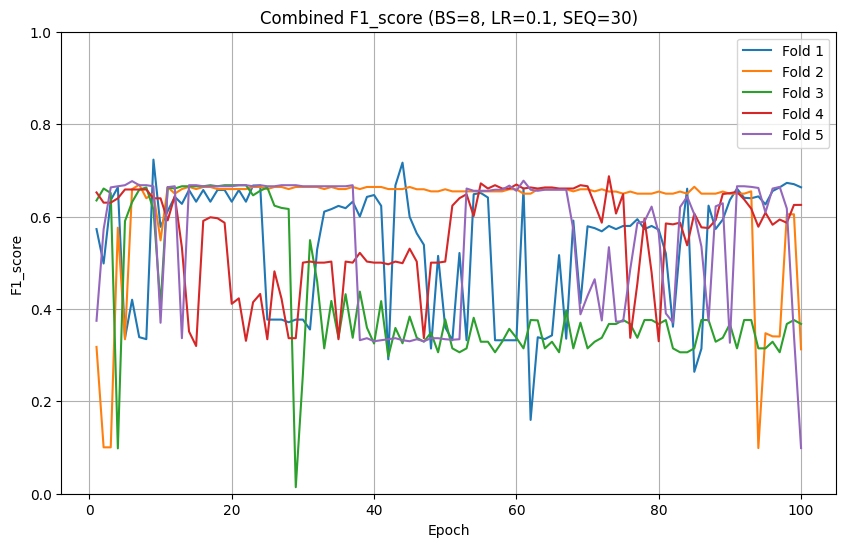 Combined F1_score (BS=8, LR=0.1, SEQ=30)
1.0
0.8
0.6
0.4
0.2
0.0
F1_score
0
20
40
60
80
100
Epoch
Fold 1
Fold 2
Fold 3
Fold 4
Fold 5